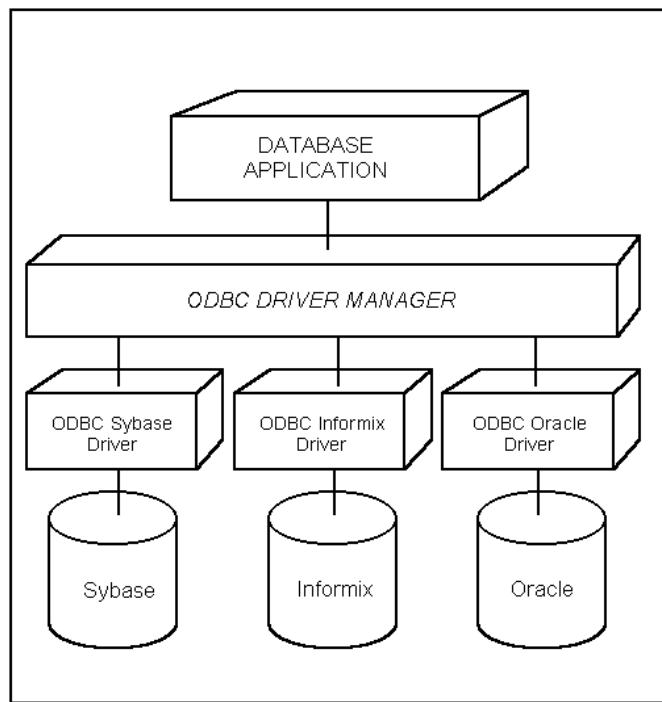 DATABASE
APPLICATION
ODBC DRIVER MANAGER
ODBC Sybase
Driver
ODBC Informix
Driver
ODBC Oracle
Driver
Sybase
Informix
Oracle